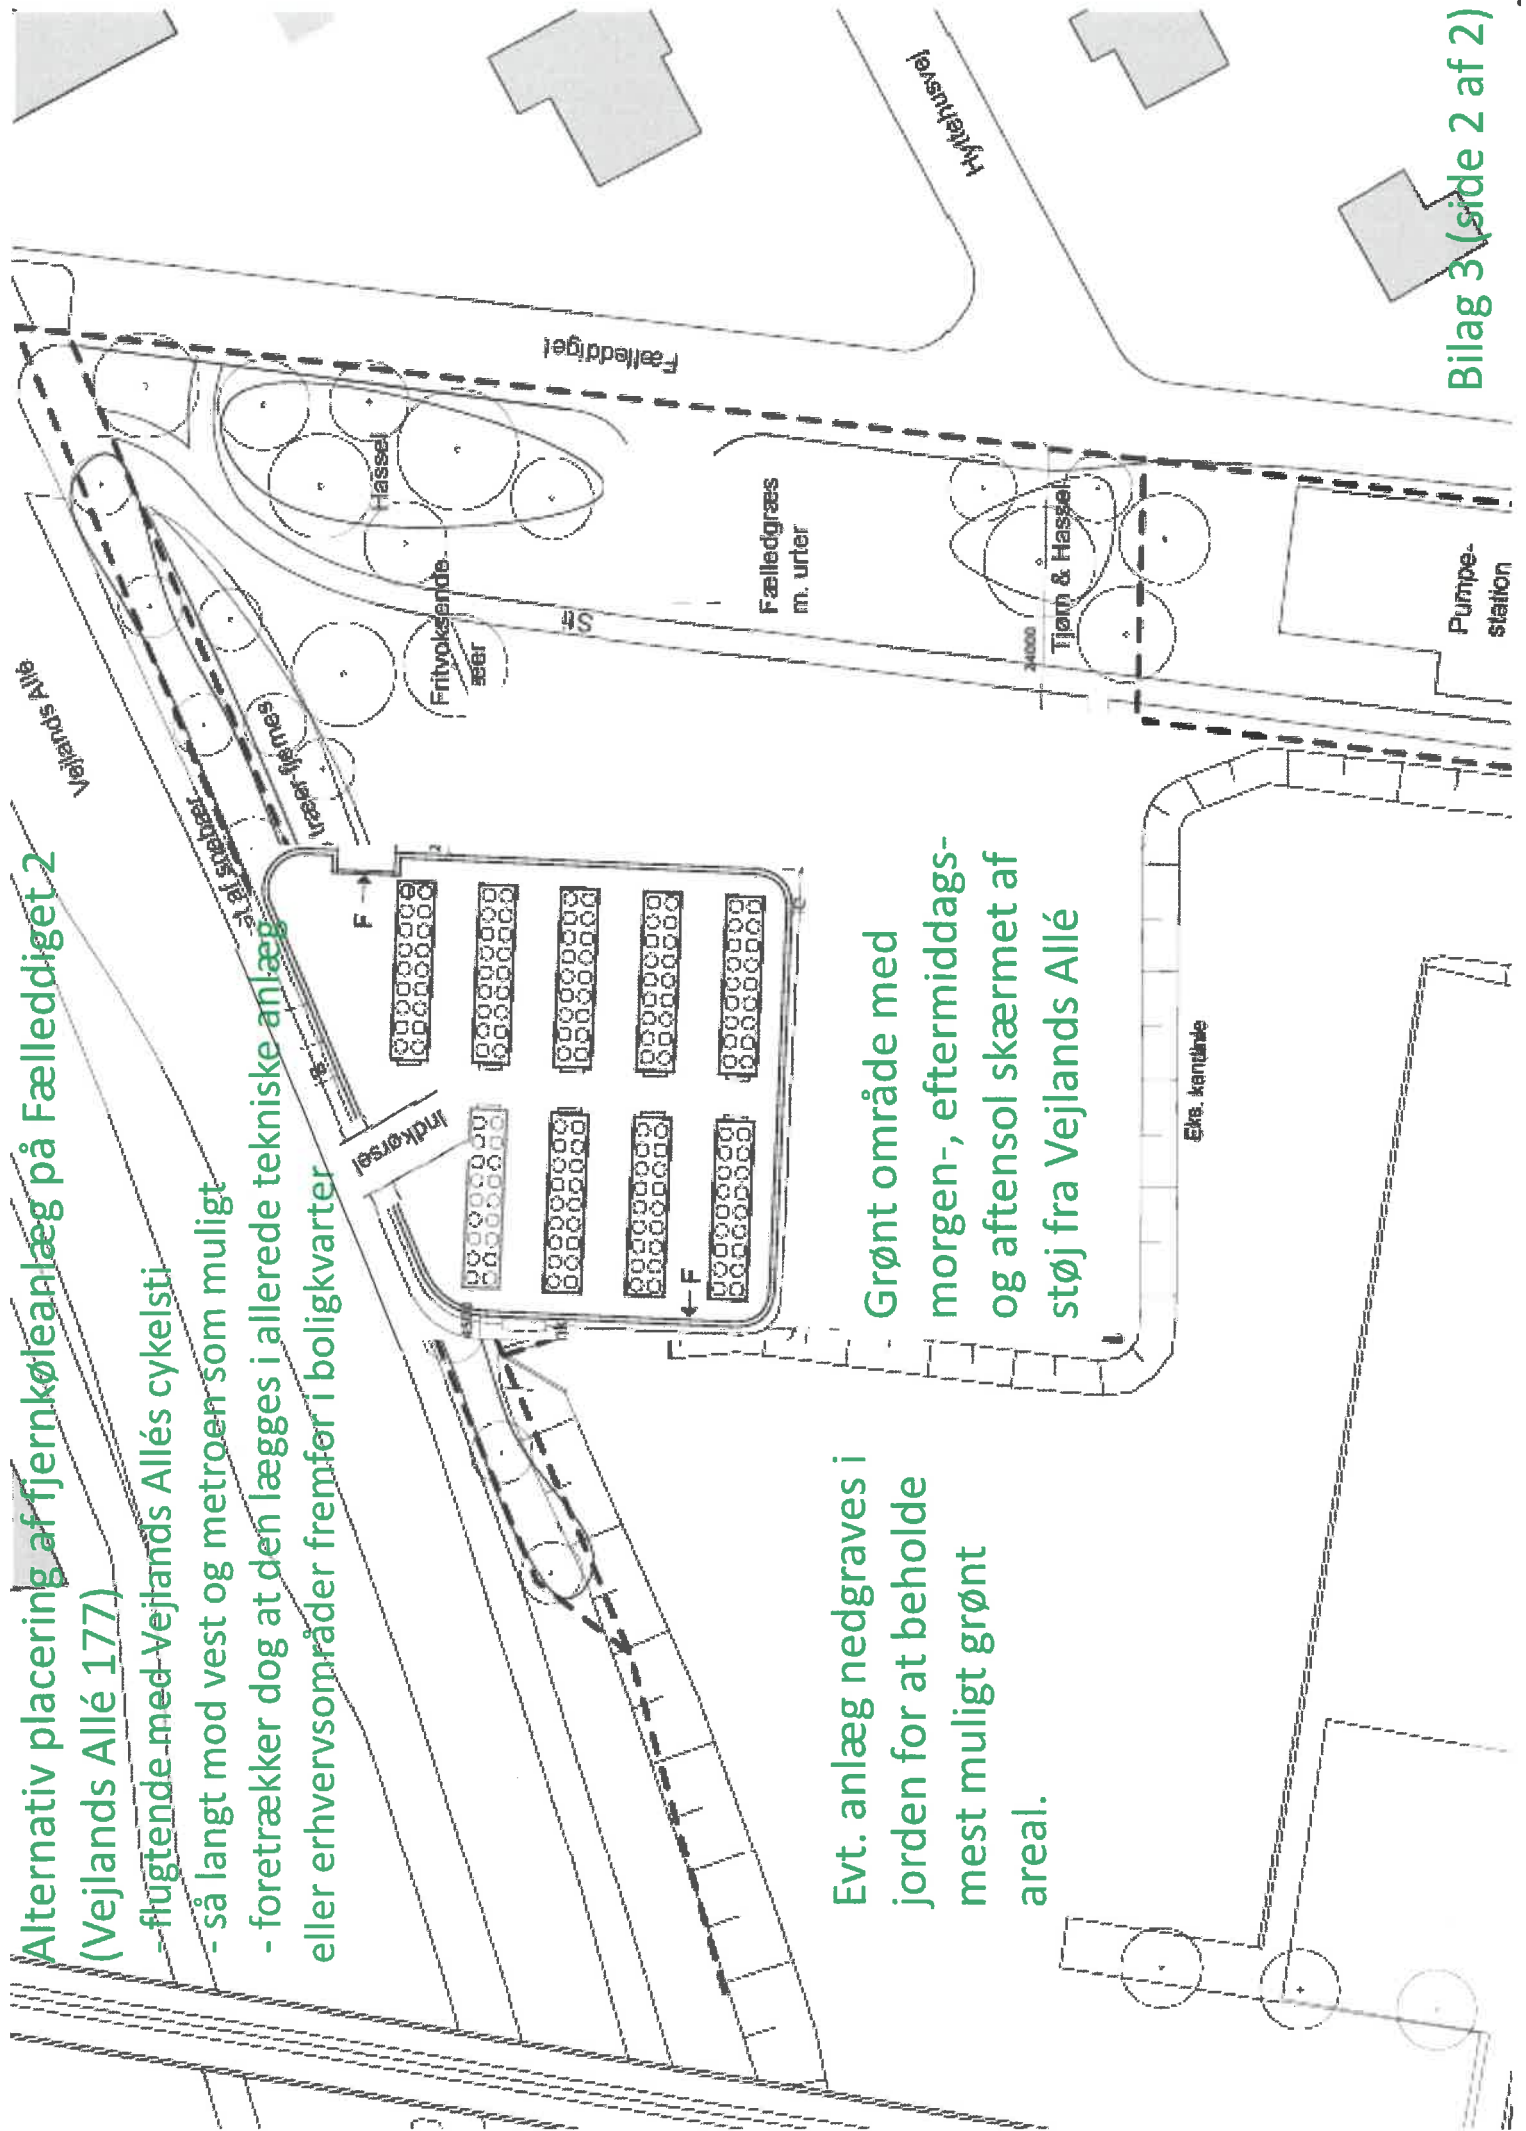 Alternativ placering af fjernkøleanlæg på Fælleddiget 2
(Vejlands Allé 177)
- flugtende med Vejlands Allés cykelsti
- så langt mod vest og metroen som muligt
- foretrækker dog at den lægges i allerede tekniske anlæg
eller erhvervsområder fremfor i boligkvarter
Vejlands Allé
træer fjernes
Indkørsel
F
F
Fritvoksende
Hassel
Str
Fælleddiget
Fælledgræs
m. urter
Hyttehusvej
24000
Tjørn & Hassel
Pumpe-
station
Grønt område med
morgen-, eftermiddags-
og aftensol skærmet af
støj fra Vejlands Allé
Eks. kantlinie
Evt. anlæg nedgraves i
jorden for at beholde
mest muligt grønt
areal.
Bilag 3 (side 2 af 2)